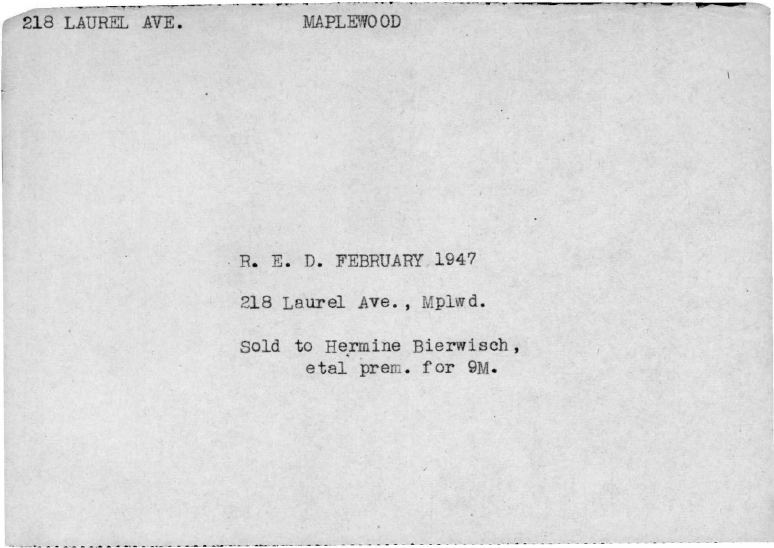 218 LAUREL AVE. MAPLEWOOD
R. E. D. FEBRUARY 1947
218 Laurel Ave., Mplwd.
Sold to Hermine Bierwisch,
etal prem. for 9M.